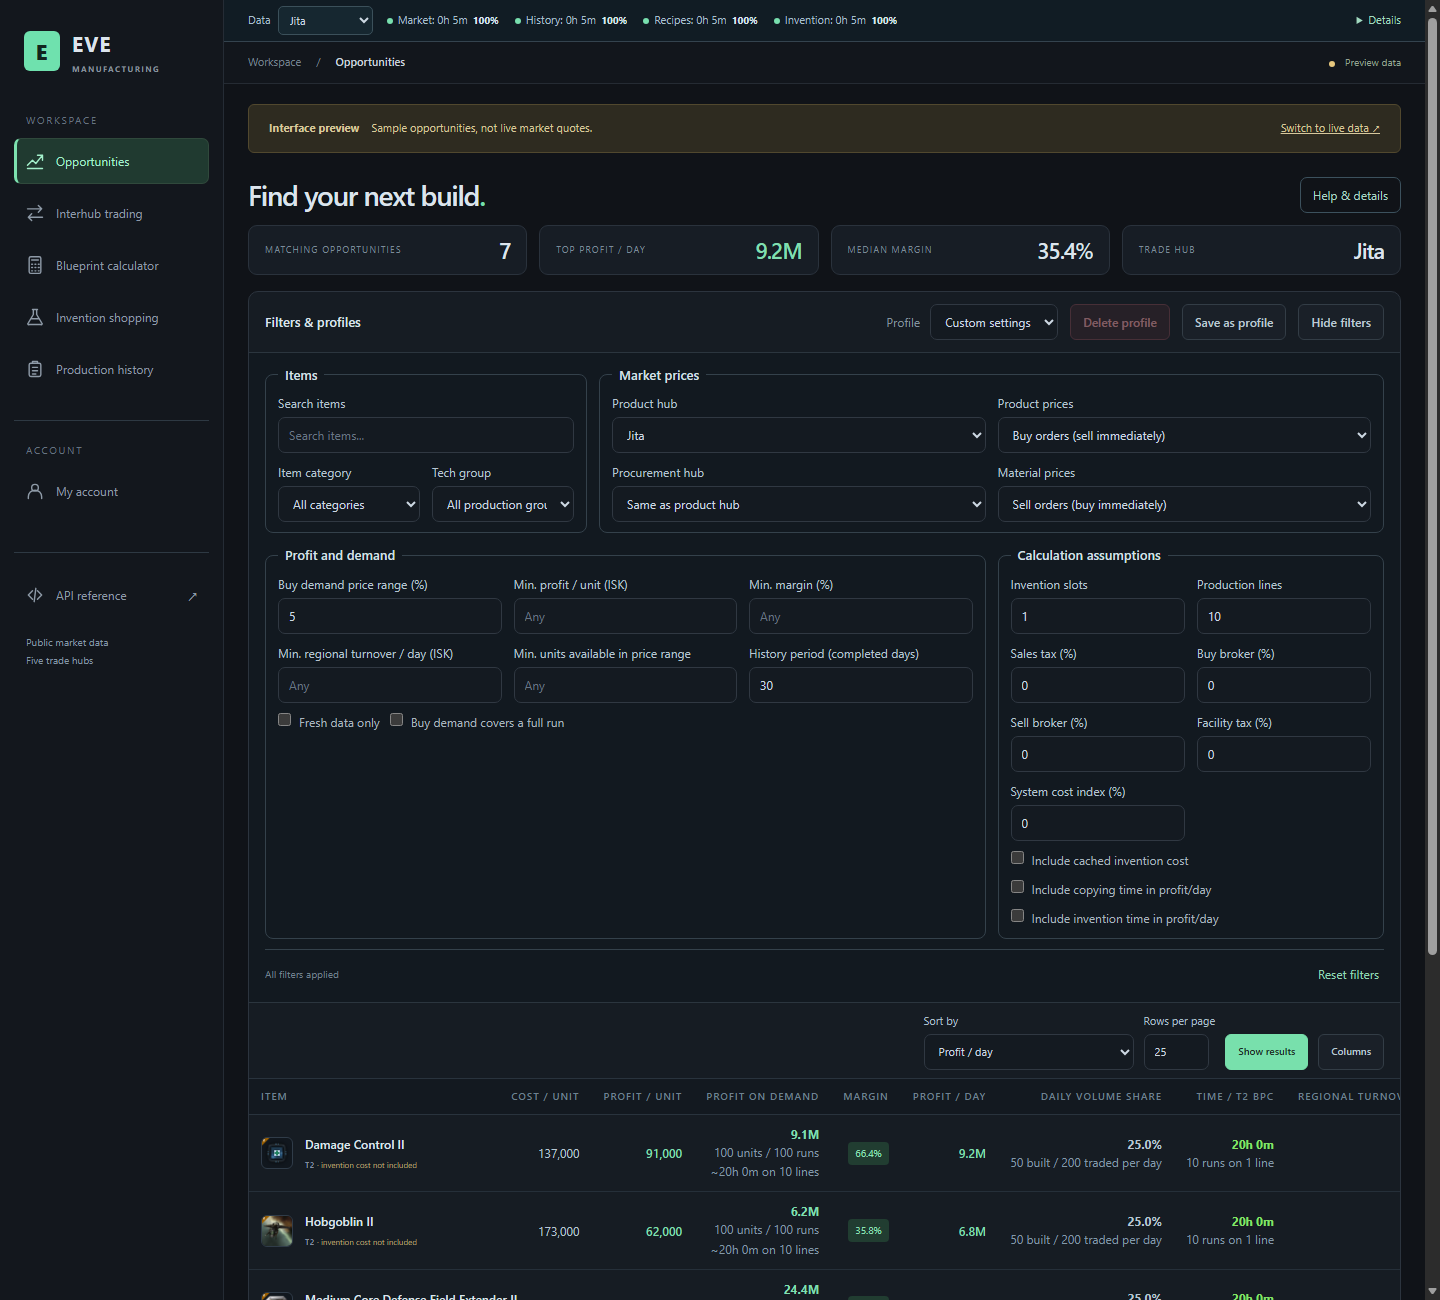 E
EVE
MANUFACTURING
WORKSPACE
Opportunities
Interhub trading
Blueprint calculator
Invention shopping
Production history
ACCOUNT
My account
API reference ↗
Public market data
Five trade hubs
Data Jita Market: 0h 5m 100% History: 0h 5m 100% Recipes: 0h 5m 100% Invention: 0h 5m 100% Details
Workspace / Opportunities Preview data
Interface preview Sample opportunities, not live market quotes. Switch to live data ↗
Find your next build. Help & details
MATCHING OPPORTUNITIES 7 TOP PROFIT / DAY 9.2M MEDIAN MARGIN 35.4% TRADE HUB Jita
Filters & profiles Profile Custom settings Delete profile Save as profile Hide filters
Items
Search items
Search items...
Item category Tech group
All categories All production grou
Market prices
Product hub Product prices
Jita Buy orders (sell immediately)
Procurement hub Material prices
Same as product hub Sell orders (buy immediately)
Profit and demand
Buy demand price range (%) Min. profit / unit (ISK) Min. margin (%)
5 Any Any
Min. regional turnover / day (ISK) Min. units available in price range History period (completed days)
Any Any 30
Fresh data only Buy demand covers a full run
Calculation assumptions
Invention slots Production lines
1 10
Sales tax (%) Buy broker (%)
0 0
Sell broker (%) Facility tax (%)
0 0
System cost index (%)
0
Include cached invention cost
Include copying time in profit/day
Include invention time in profit/day
All filters applied Reset filters
Sort by Rows per page
Profit / day 25 Show results Columns
ITEM COST / UNIT PROFIT / UNIT PROFIT ON DEMAND MARGIN PROFIT / DAY DAILY VOLUME SHARE TIME / T2 BPC REGIONAL TURNOV
Damage Control II
T2 · invention cost not included
137,000 91,000
9.1M
100 units / 100 runs
~20h 0m on 10 lines
66.4% 9.2M
25.0%
50 built / 200 traded per day
20h 0m
10 runs on 1 line
Hobgoblin II
T2 · invention cost not included
173,000 62,000
6.2M
100 units / 100 runs
~20h 0m on 10 lines
35.8% 6.8M
25.0%
50 built / 200 traded per day
20h 0m
10 runs on 1 line
Medium Core Defense Field Extender II
24.4M
25.0%
20h 0m